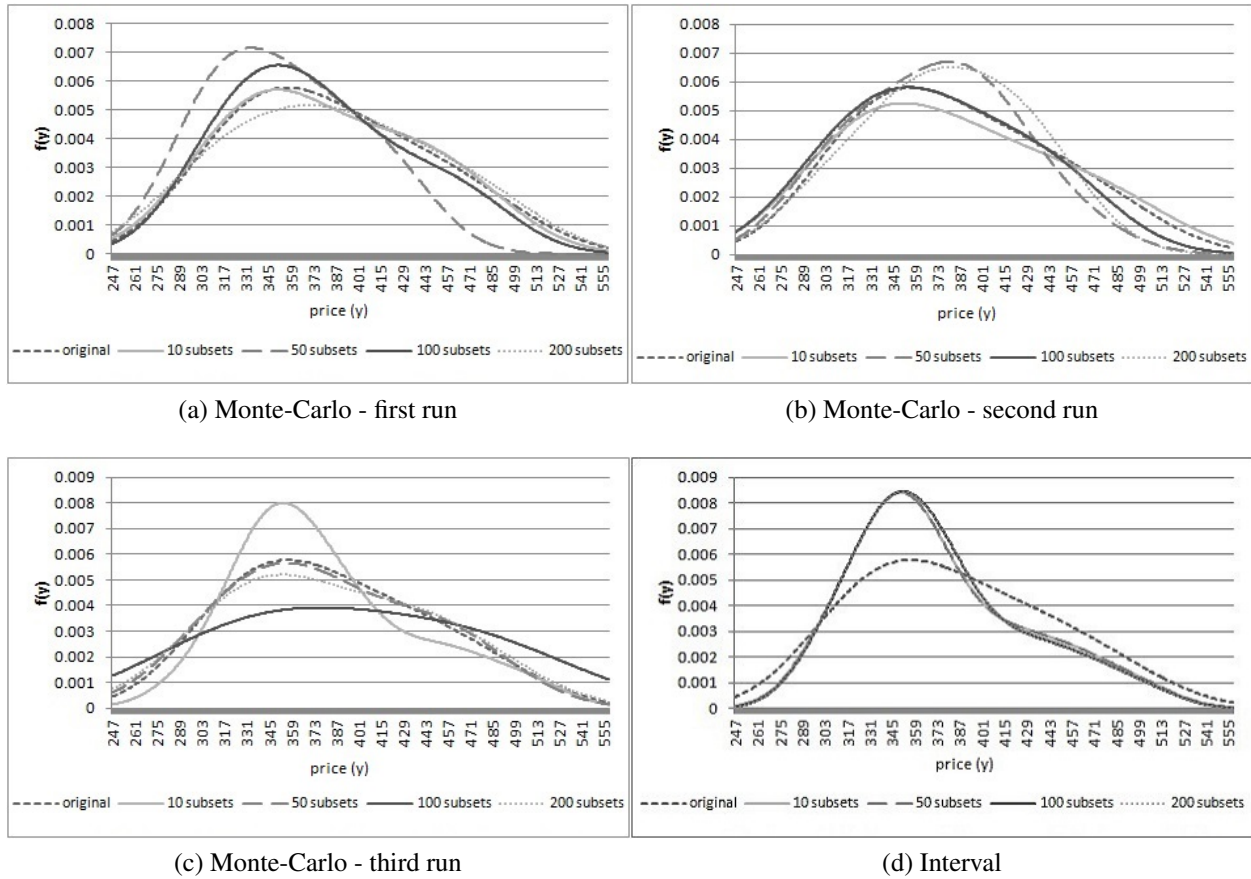 0.008
0.007
0.006
0.005
0.004
0.003
0.002
0.001
0
f(y)
247 261 275 289 303 317 331 345 359 373 387 401 415 429 443 457 471 485 499 513 527 541 555
price (y)
original 10 subsets 50 subsets 100 subsets 200 subsets
(a) Monte-Carlo - first run
0.008
0.007
0.006
0.005
0.004
0.003
0.002
0.001
0
f(y)
247 261 275 289 303 317 331 345 359 373 387 401 415 429 443 457 471 485 499 513 527 541 555
price (y)
original 10 subsets 50 subsets 100 subsets 200 subsets
(b) Monte-Carlo - second run
0.009
0.008
0.007
0.006
0.005
0.004
0.003
0.002
0.001
0
f(y)
247 261 275 289 303 317 331 345 359 373 387 401 415 429 443 457 471 485 499 513 527 541 555
price (y)
original 10 subsets 50 subsets 100 subsets 200 subsets
(c) Monte-Carlo - third run
0.009
0.008
0.007
0.006
0.005
0.004
0.003
0.002
0.001
0
f(y)
247 261 275 289 303 317 331 345 359 373 387 401 415 429 443 457 471 485 499 513 527 541 555
price (y)
original 10 subsets 50 subsets 100 subsets 200 subsets
(d) Interval